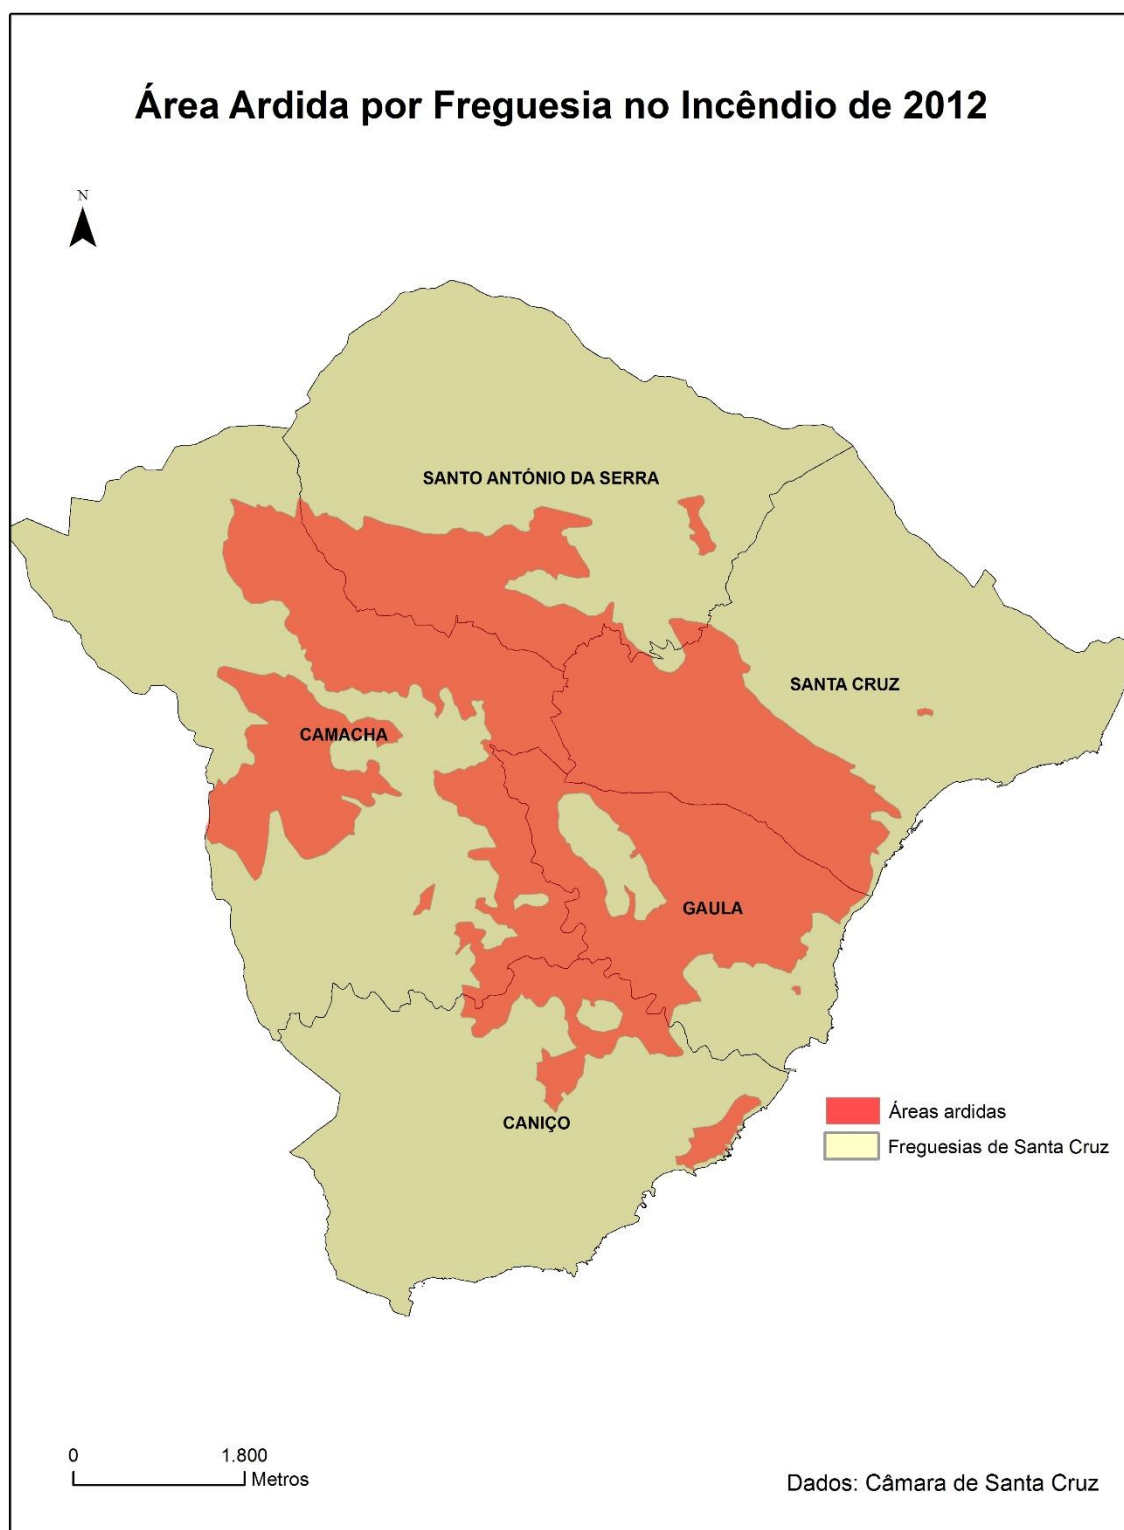 Área Ardida por Freguesia no Incêndio de 2012
N
SANTO ANTÓNIO DA SERRA
SANTA CRUZ
CAMACHA
GAULA
CANIÇO
Áreas ardidas
Freguesias de Santa Cruz
0 1.800
Metros
Dados: Câmara de Santa Cruz